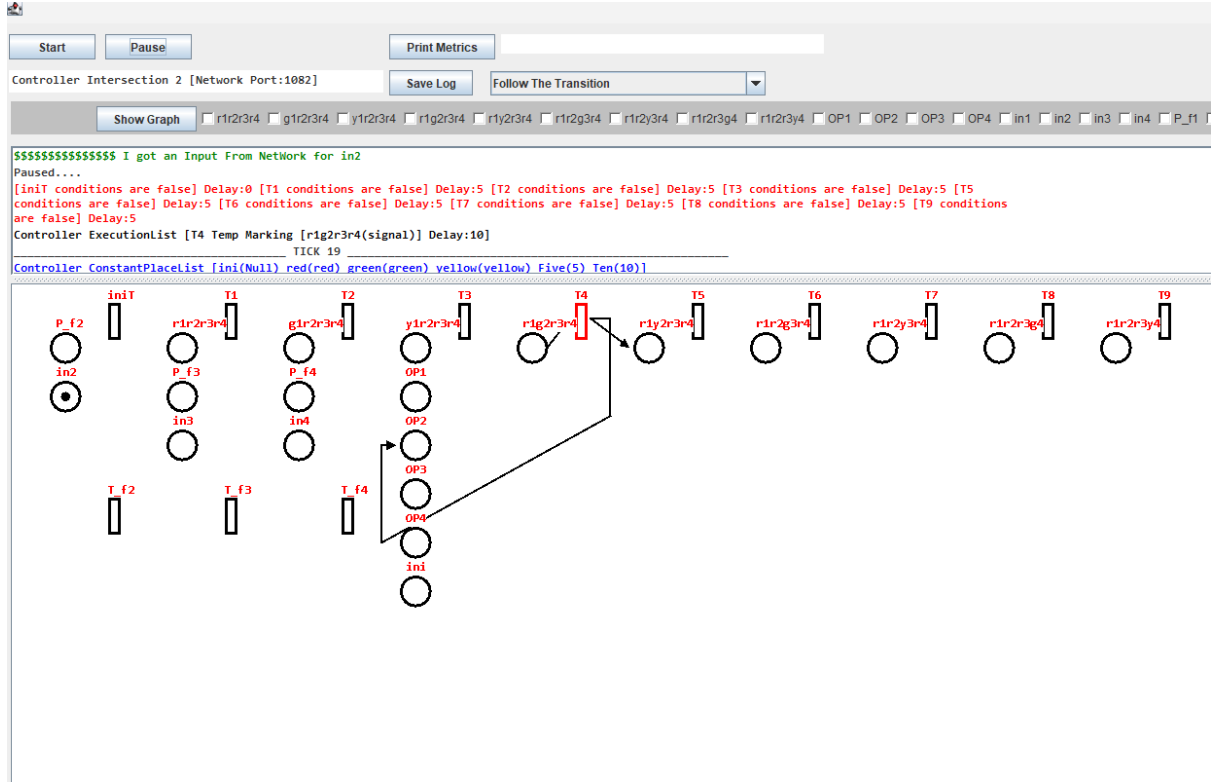 Start Pause Print Metrics
Controller Intersection 2 [Network Port:1082] Save Log Follow The Transition
Show Graph r1r2r3r4 g1r2r3r4 y1r2r3r4 r1g2r3r4 r1y2r3r4 r1r2g3r4 r1r2y3r4 r1r2r3g4 r1r2r3y4 OP1 OP2 OP3 OP4 in1 in2 in3 in4 P_f1
$$$$$$$$$$$$$$$ I got an Input From NetWork for in2
Paused....
[iniT conditions are false] Delay:0 [T1 conditions are false] Delay:5 [T2 conditions are false] Delay:5 [T3 conditions are false] Delay:5 [T5
conditions are false] Delay:5 [T6 conditions are false] Delay:5 [T7 conditions are false] Delay:5 [T8 conditions are false] Delay:5 [T9 conditions
are false] Delay:5
Controller ExecutionList [T4 Temp Marking [r1g2r3r4(signal)] Delay:10]
TICK 19
Controller ConstantPlaceList [ini(Null) red(red) green(green) yellow(yellow) Five(5) Ten(10)]
iniT T1 T2 T3 T4 T5 T6 T7 T8 T9
P_f2 r1r2r3r4 g1r2r3r4 y1r2r3r4 r1g2r3r4 r1y2r3r4 r1r2g3r4 r1r2y3r4 r1r2r3g4 r1r2r3y4
in2 P_f3 P_f4 OP1
in3 in4 OP2
OP3
T_f2 T_f3 T_f4
OP4
ini